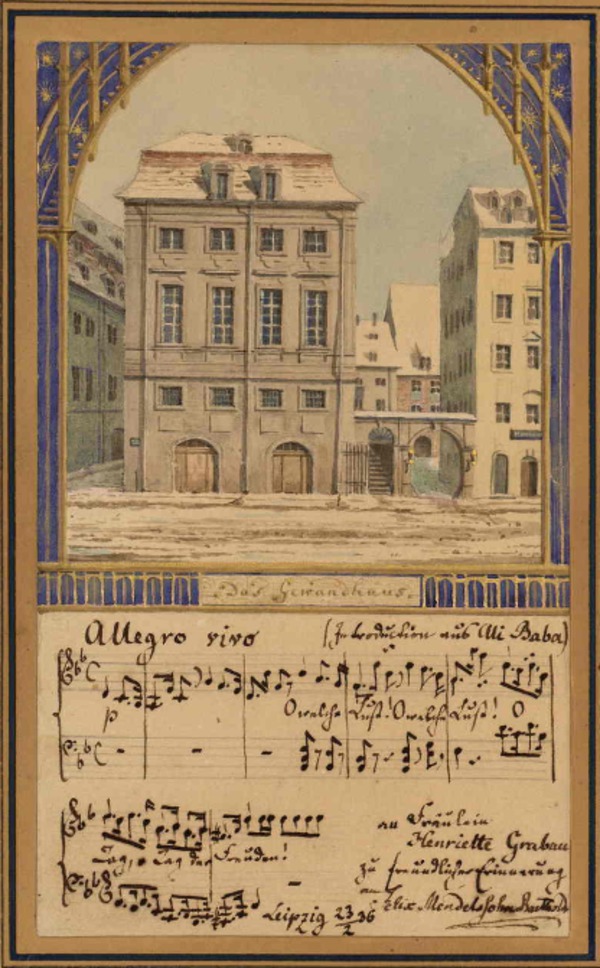 Das Gewandhaus.
Allegro vivo (Introduction aus Ali Baba)
p
O welche Lust! O welche Lust! O
Tag, o Tag der Freuden!
an Fräulein
Henriette Grabau
zu freundlicher Erinnerung
an Felix Mendelssohn Bartholdy
Leipzig 23/2 36